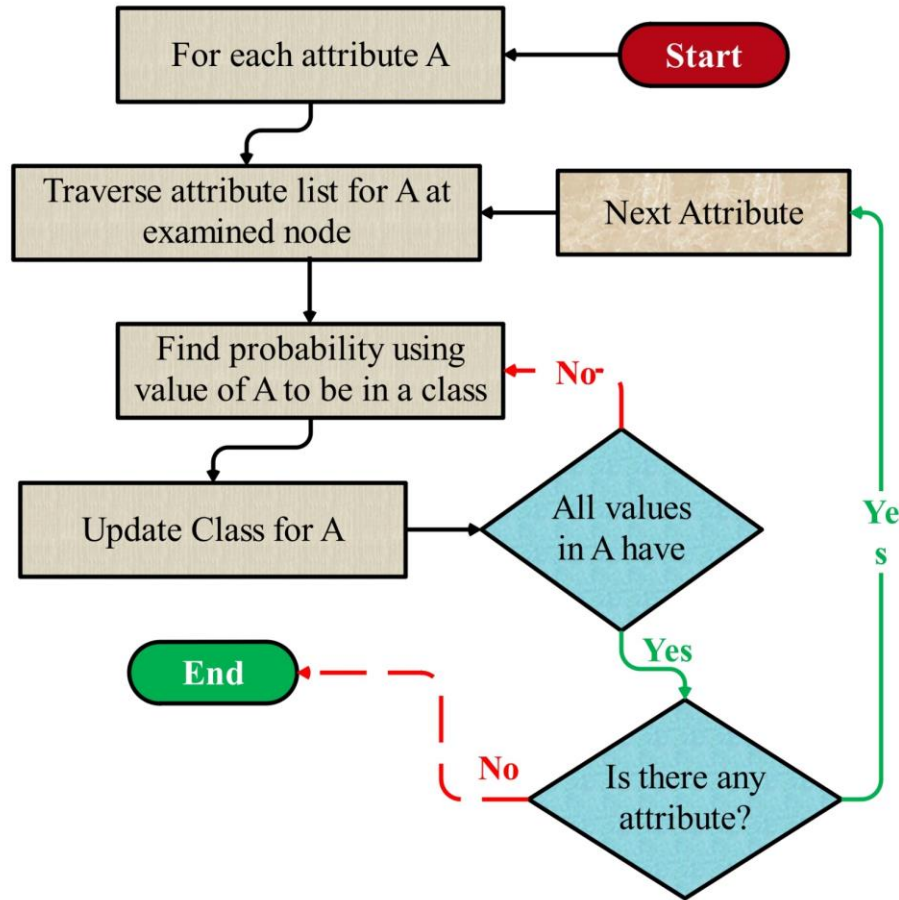 Start
For each attribute A
Traverse attribute list for A at
examined node
Next Attribute
Find probability using
value of A to be in a class
No
Update Class for A
All values
in A have
Ye
s
Yes
End
No
Is there any
attribute?